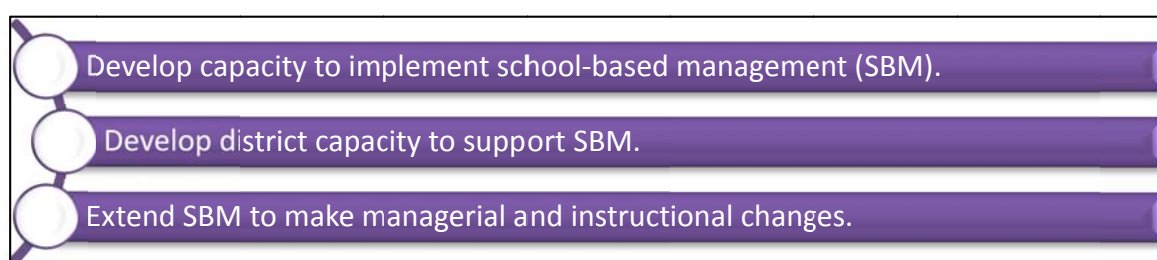 Develop capacity to implement school-based management (SBM).
Develop district capacity to support SBM.
Extend SBM to make managerial and instructional changes.